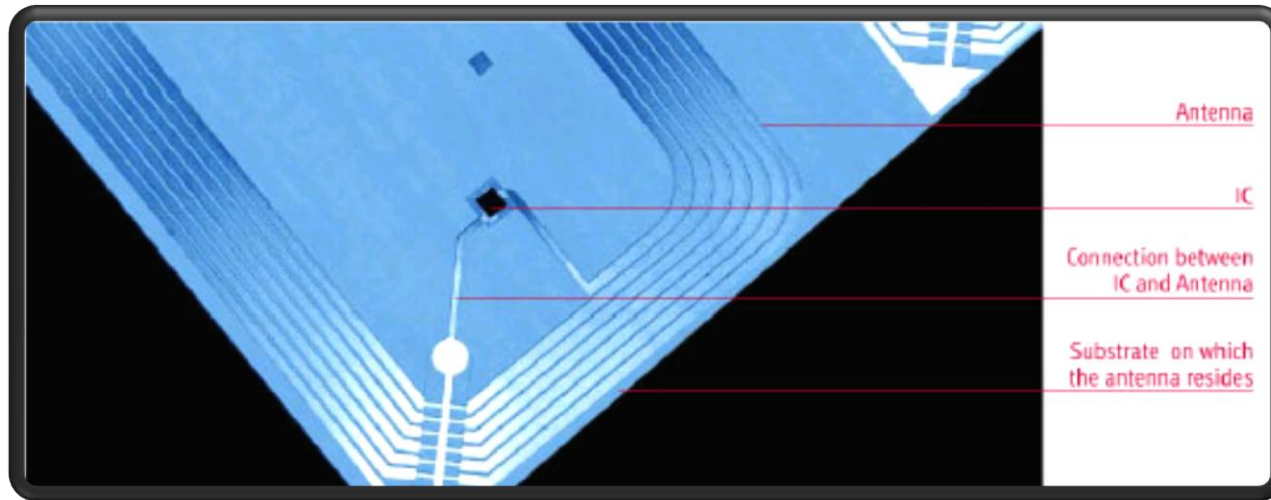 Antenna
IC
Connection between
IC and Antenna
Substrate on which
the antenna resides